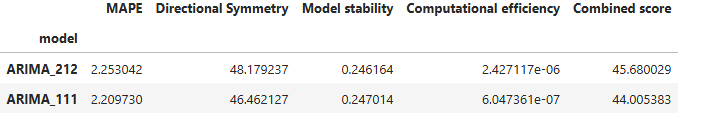 MAPE Directional Symmetry Model stability Computational efficiency Combined score
model
ARIMA_212 2.253042 48.179237 0.246164 2.427117e-06 45.680029
ARIMA_111 2.209730 46.462127 0.247014 6.047361e-07 44.005383